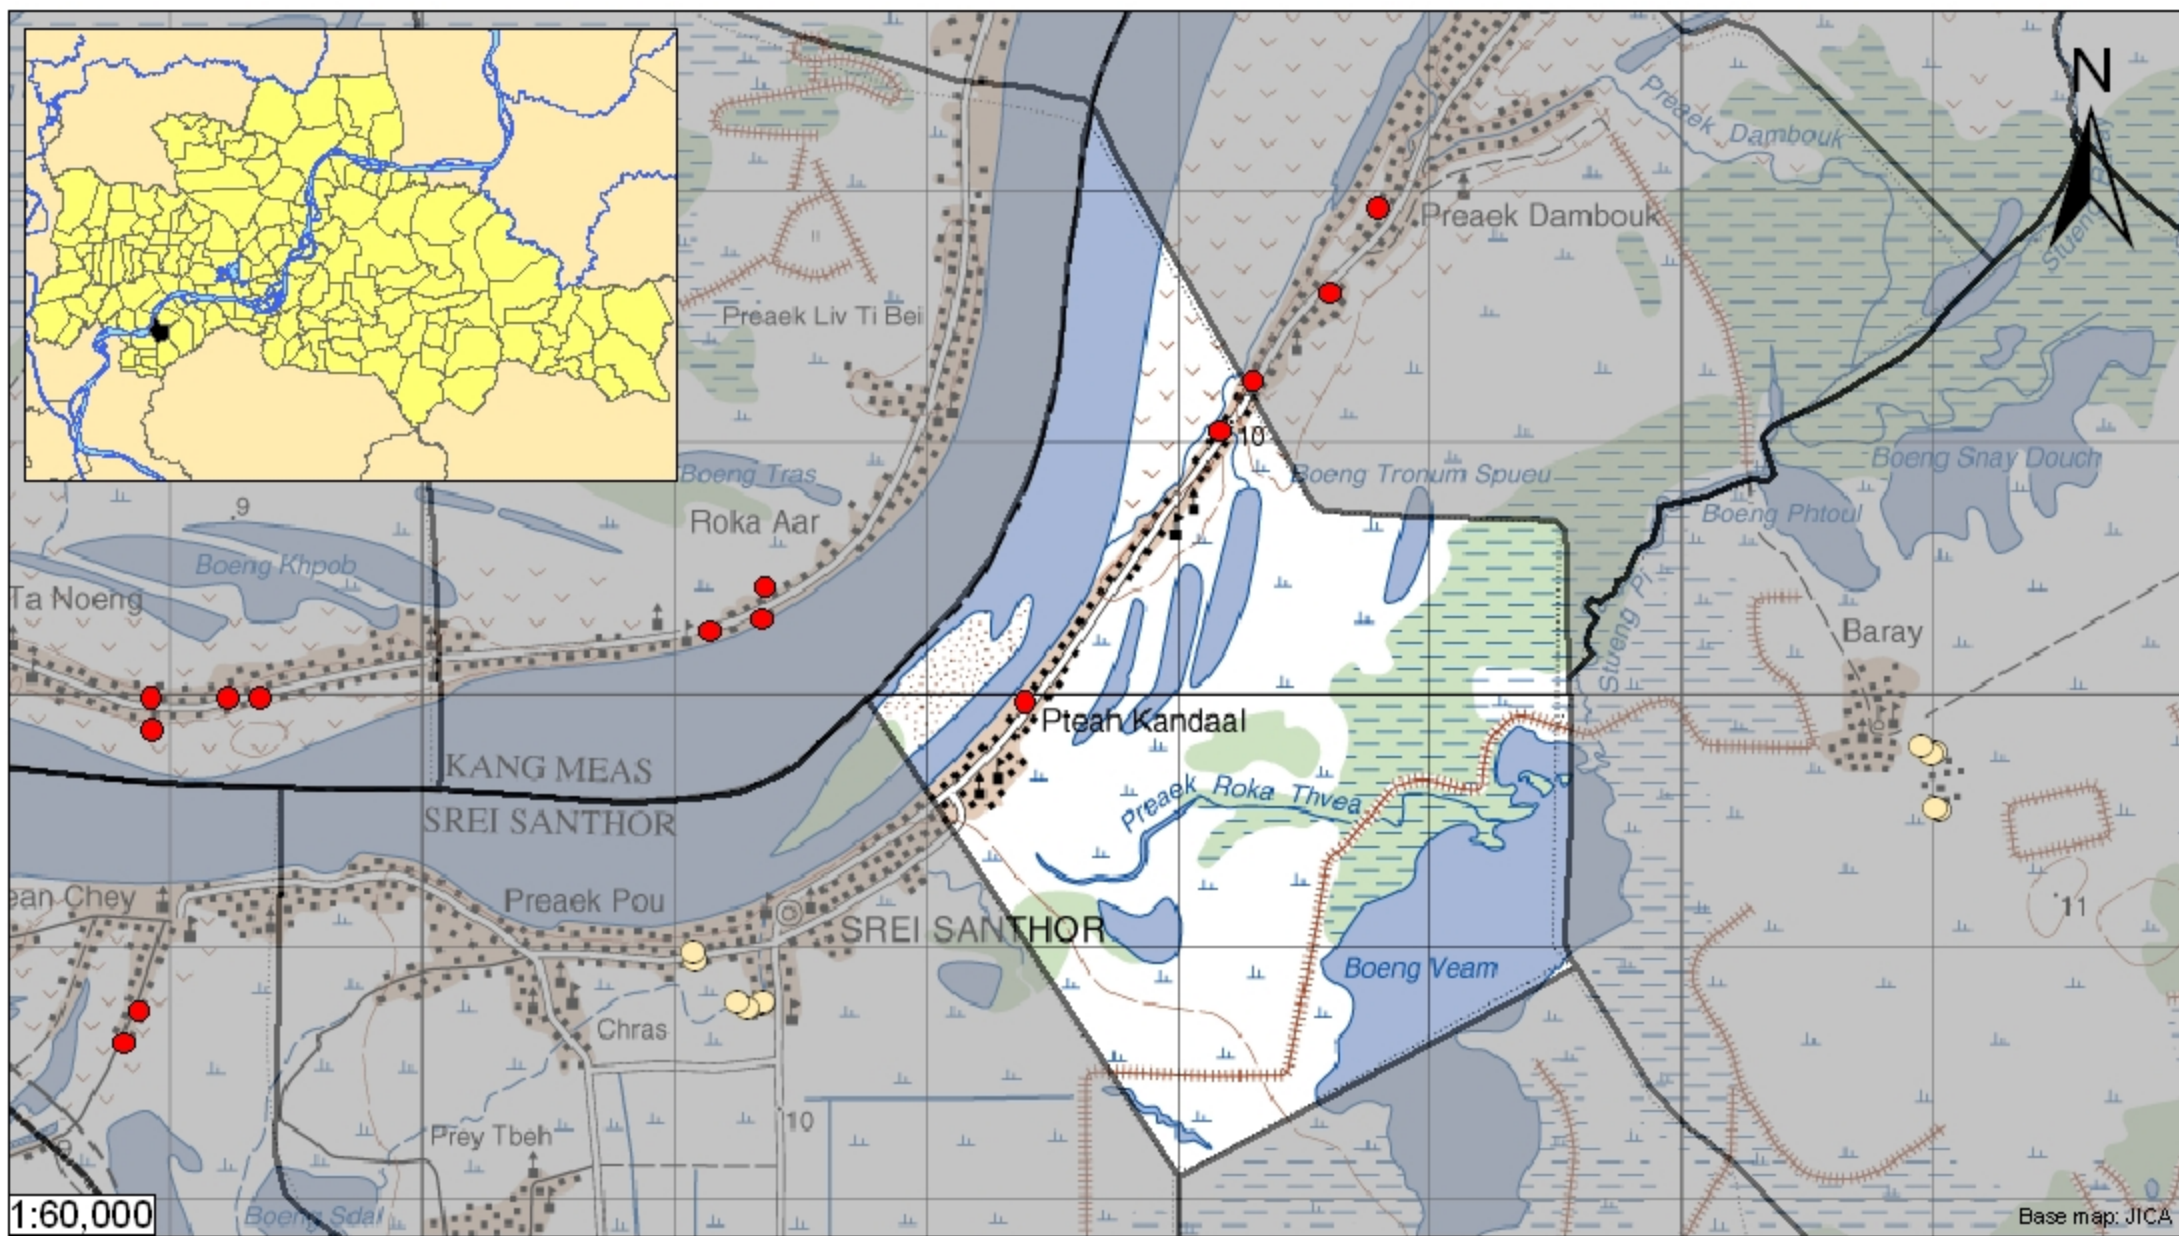 N
Preaek Dambouk
Stueng
Preaek Dambouk
Preaek Liv Ti Bei
10
Boeng Tras
Boeng Tronum Spueu
Boeng Snay Douch
9
Roka Aar
Boeng Phtoul
Boeng Khpob
Ta Noeng
Stueng Pi
Baray
Pteah Kandaal
KANG MEAS
Preaek Roka Thvea
SREI SANTHOR
ean Chey
Preaek Pou
SREI SANTHOR
11
Boeng Veam
Chras
10
Prey Tbeh
Boeng Sdai
1:60,000
Base map: JICA